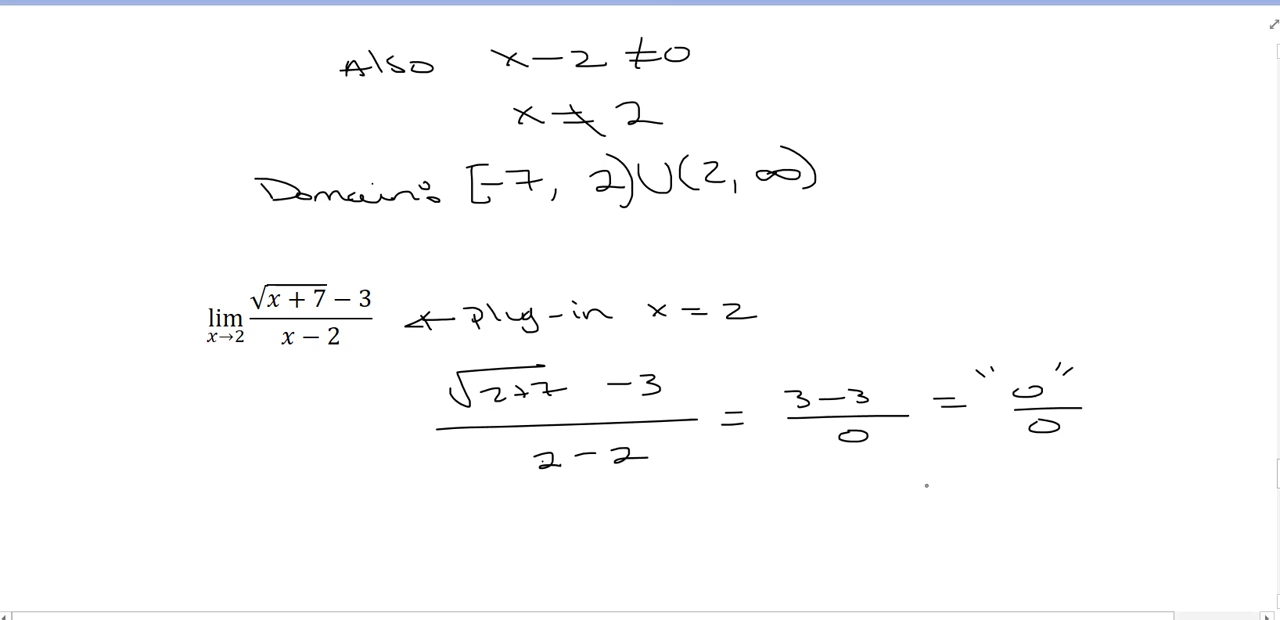 Also x - 2 ≠ 0
x ≠ 2
Domain: [-7, 2) ∪ (2, ∞)
lim x→2 (√(x + 7) − 3)/(x − 2) ← Plug-in x = 2
(√(2+7) - 3)/(2 - 2) = (3 - 3)/0 = "0/0"